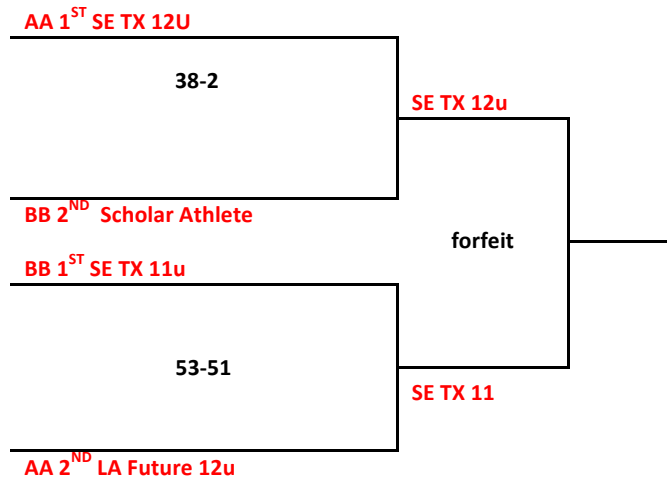 AA 1ST SE TX 12U
38-2
SE TX 12u
BB 2ND Scholar Athlete
forfeit
BB 1ST SE TX 11u
53-51
SE TX 11
AA 2ND LA Future 12u